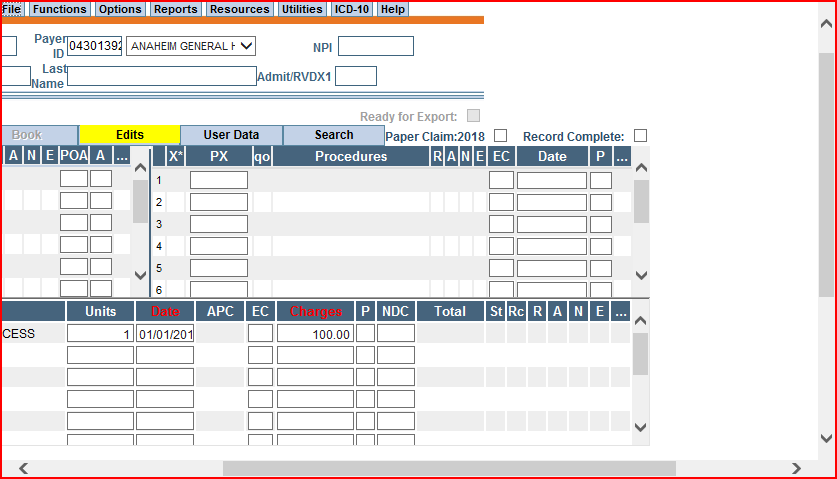 File Functions Options Reports Resources Utilities ICD-10 Help
Payer ID 04301392 ANAHEIM GENERAL H NPI
Last Name Admit/RVDX1
Ready for Export:
Book Edits User Data Search Paper Claim:2018 Record Complete:
A N E POA A ... X* PX qo Procedures R A N E EC Date P ...
1
2
3
4
5
6
Units Date APC EC Charges P NDC Total St Rc R A N E ...
CESS 1 01/01/201 100.00